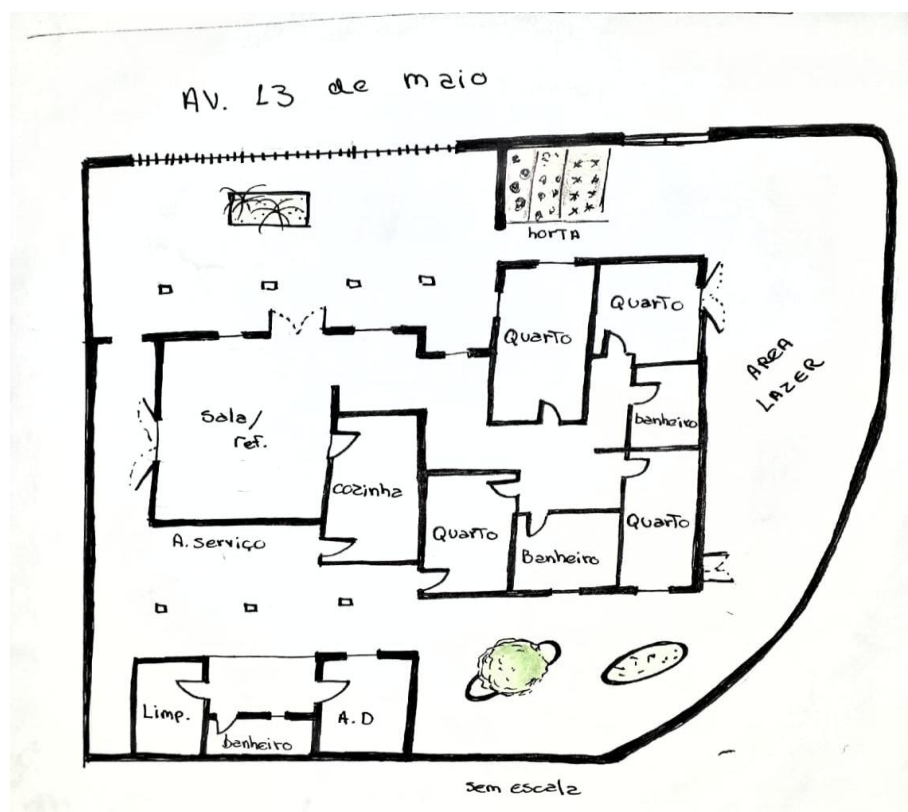 AV. 13 de maio
horTA
Quarto
Quarto
AREA
LAZER
Sala/
ref.
banheiro
cozinha
Quarto
Banheiro
Quarto
A. serviço
Limp.
banheiro
A.D
sem escala